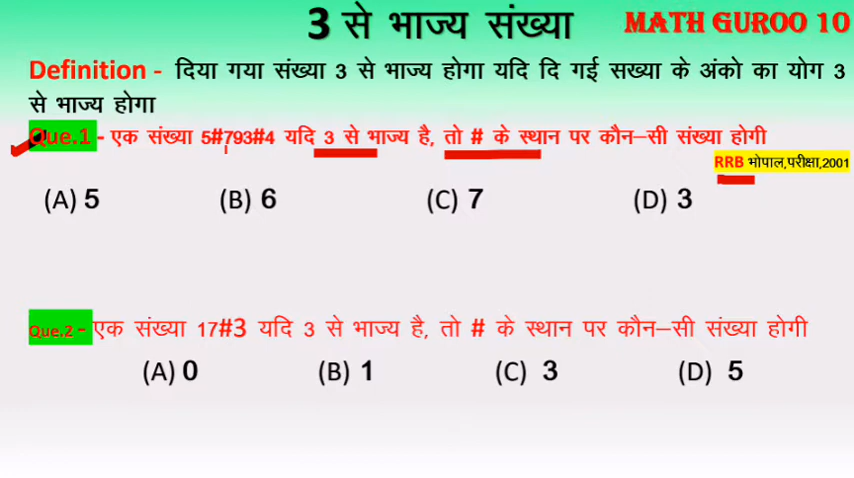 3 से भाज्य संख्या
MATH GUROO 10
Definition - दिया गया संख्या 3 से भाज्य होगा यदि दि गई सख्या के अंको का योग 3
से भाज्य होगा
Que.1 - एक संख्या 5#793#4 यदि 3 से भाज्य है, तो # के स्थान पर कौन–सी संख्या होगी
RRB भोपाल,परीक्षा,2001
(A) 5 (B) 6 (C) 7 (D) 3
Que.2 - एक संख्या 17#3 यदि 3 से भाज्य है, तो # के स्थान पर कौन–सी संख्या होगी
(A) 0 (B) 1 (C) 3 (D) 5